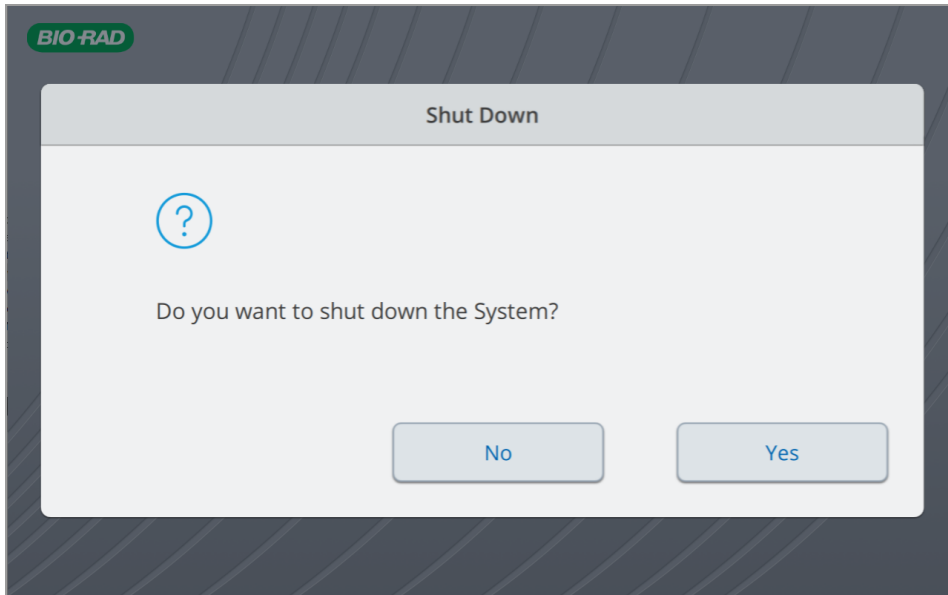 BIO-RAD
Shut Down
?
Do you want to shut down the System?
No
Yes